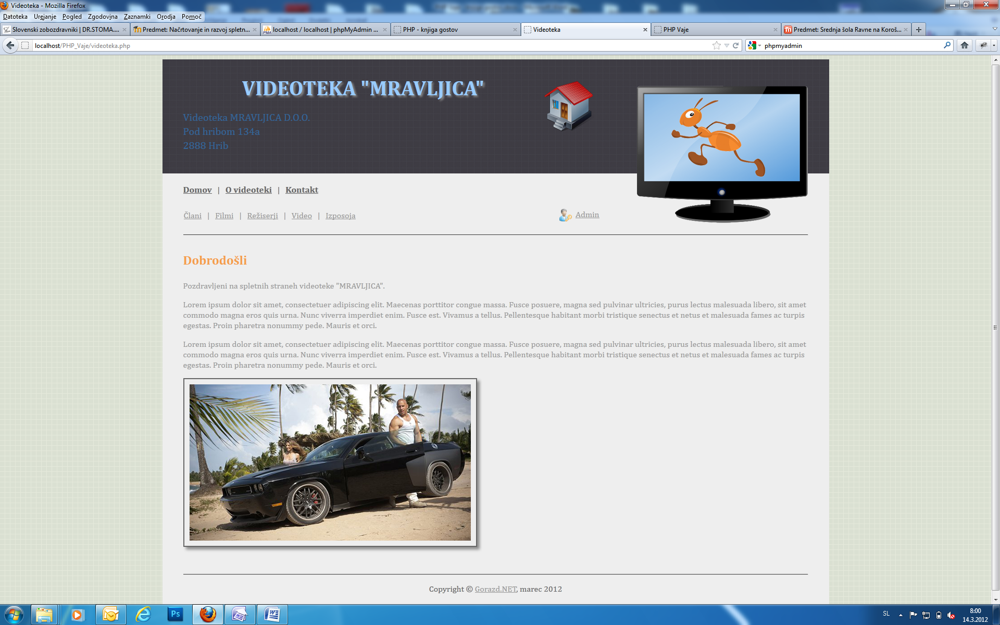 Videoteka - Mozilla Firefox
Datoteka Urejanje Pogled Zgodovina Zaznamki Orodja Pomoč
Slovenski zobozdravniki | DR.STOMA....
Predmet: Načrtovanje in razvoj spletn...
localhost / localhost | phpMyAdmin ...
PHP - knjiga gostov
Videoteka
PHP Vaje
Predmet: Srednja šola Ravne na Koroš...
localhost/PHP_Vaje/videoteka.php
phpmyadmin
VIDEOTEKA "MRAVLJICA"
Videoteka MRAVLJICA D.O.O.
Pod hribom 134a
2888 Hrib
Domov | O videoteki | Kontakt
Člani | Filmi | Režiserji | Video | Izposoja
Admin
Dobrodošli
Pozdravljeni na spletnih straneh videoteke "MRAVLJICA".
Lorem ipsum dolor sit amet, consectetuer adipiscing elit. Maecenas porttitor congue massa. Fusce posuere, magna sed pulvinar ultricies, purus lectus malesuada libero, sit amet
commodo magna eros quis urna. Nunc viverra imperdiet enim. Fusce est. Vivamus a tellus. Pellentesque habitant morbi tristique senectus et netus et malesuada fames ac turpis
egestas. Proin pharetra nonummy pede. Mauris et orci.
Lorem ipsum dolor sit amet, consectetuer adipiscing elit. Maecenas porttitor congue massa. Fusce posuere, magna sed pulvinar ultricies, purus lectus malesuada libero, sit amet
commodo magna eros quis urna. Nunc viverra imperdiet enim. Fusce est. Vivamus a tellus. Pellentesque habitant morbi tristique senectus et netus et malesuada fames ac turpis
egestas. Proin pharetra nonummy pede. Mauris et orci.
Copyright © Gorazd.NET, marec 2012
Ps
SL
8:00
14.3.2012